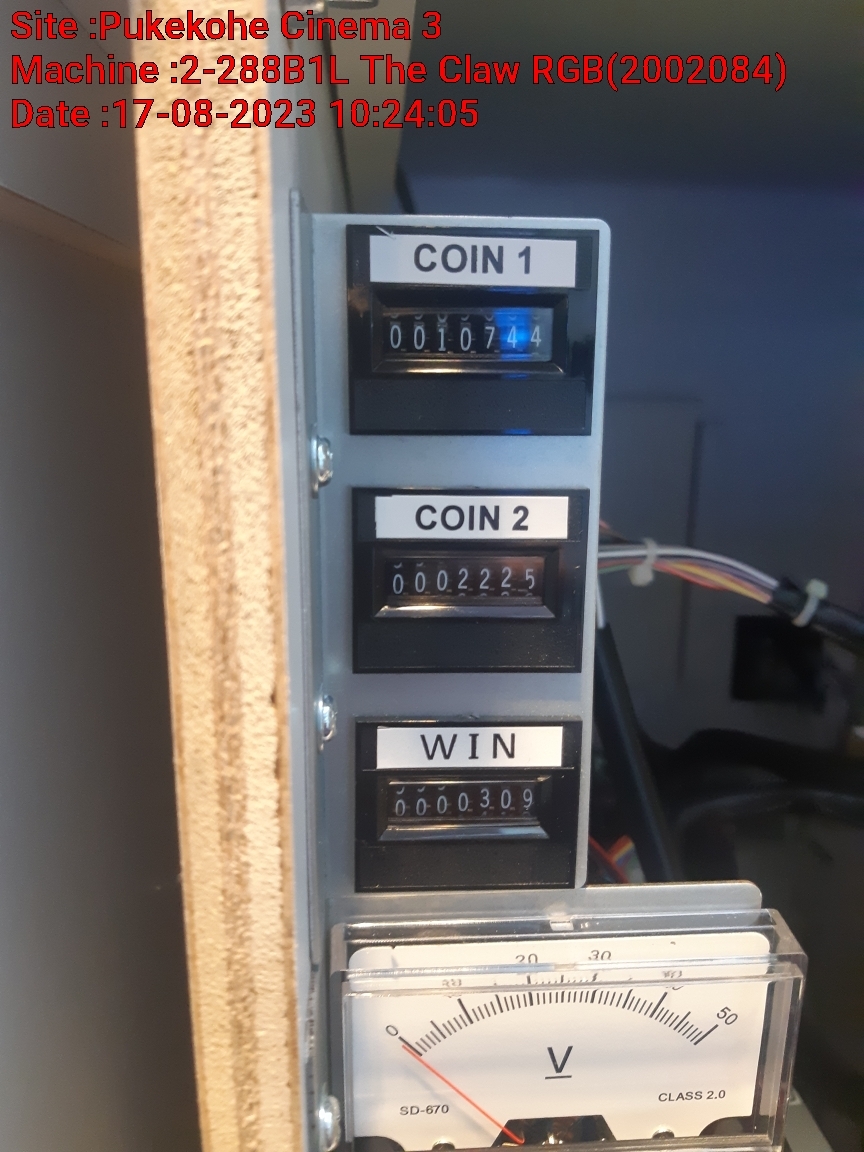 Site :Pukekohe Cinema 3
Machine :2-288B1L The Claw RGB(2002084)
Date :17-08-2023 10:24:05
COIN 1
0010744
COIN 2
0002225
WIN
0000309
20 30
0 50
V
SD-670 CLASS 2.0